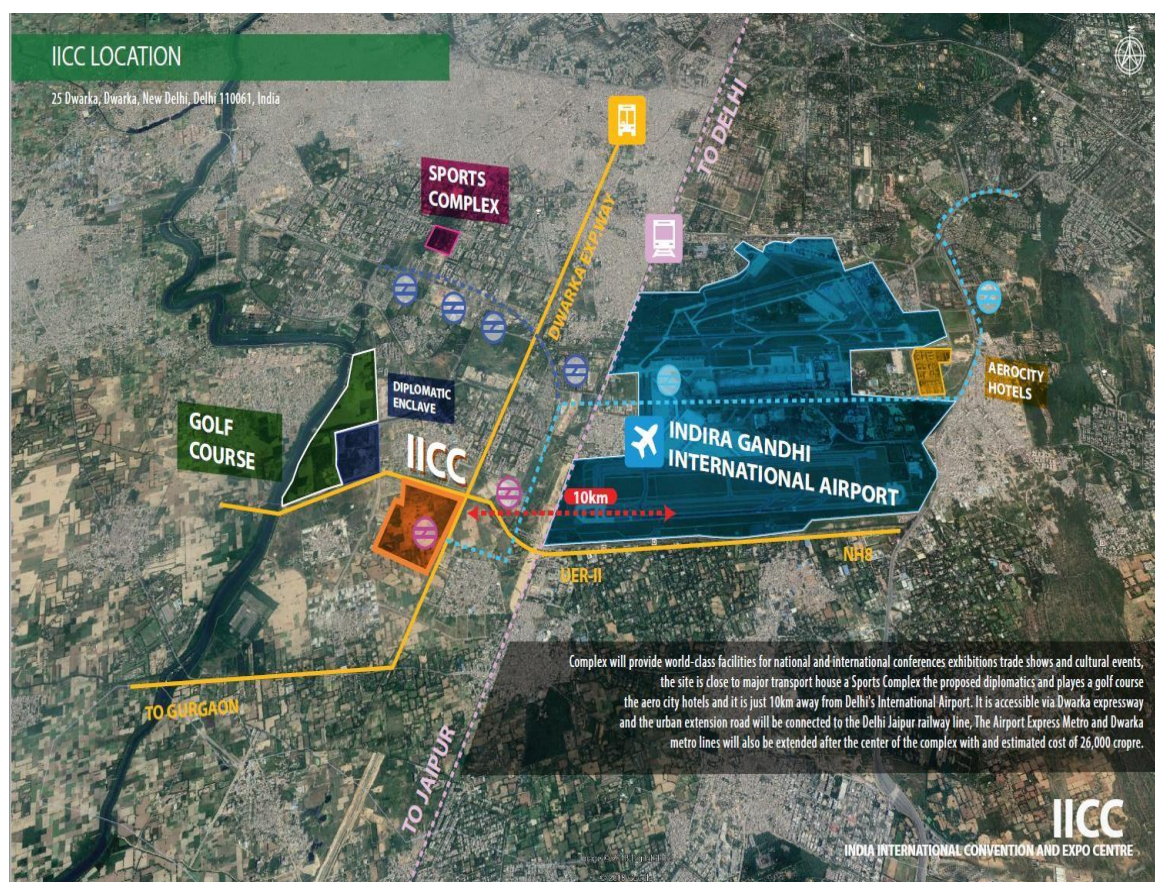 IICC LOCATION
25 Dwarka, Dwarka, New Delhi, Delhi 110061, India
N
TO DELHI
SPORTS
COMPLEX
DWARKA EXP.WAY
DIPLOMATIC
ENCLAVE
AEROCITY
HOTELS
GOLF
COURSE
IICC
INDIRA GANDHI
INTERNATIONAL AIRPORT
10km
UER-II
NH8
TO GURGAON
TO JAIPUR
Complex will provide world-class facilities for national and international conferences exhibitions trade shows and cultural events,
the site is close to major transport house a Sports Complex the proposed diplomatics and playes a golf course
the aero city hotels and it is just 10km away from Delhi's International Airport. It is accessible via Dwarka expressway
and the urban extension road will be connected to the Delhi Jaipur railway line, The Airport Express Metro and Dwarka
metro lines will also be extended after the center of the complex with and estimated cost of 26,000 cropre.
IICC
INDIA INTERNATIONAL CONVENTION AND EXPO CENTRE